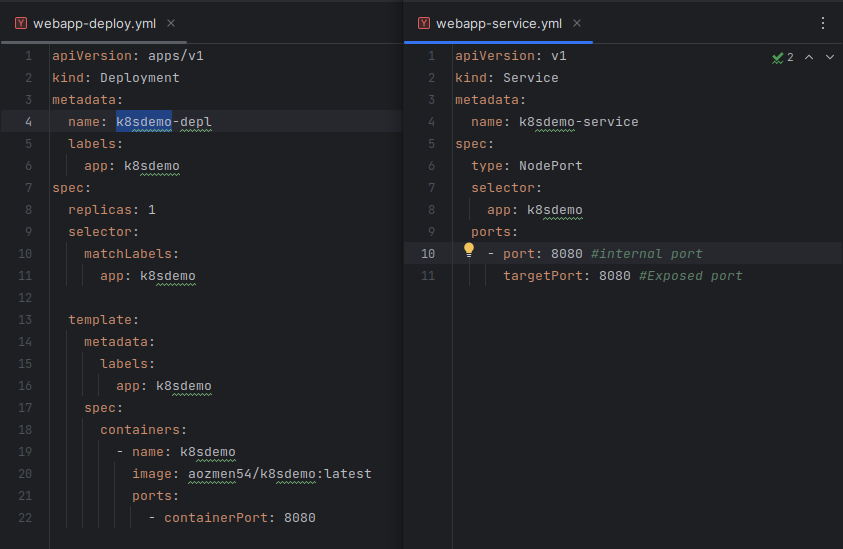 webapp-deploy.yml
1 apiVersion: apps/v1
2 kind: Deployment
3 metadata:
4   name: k8sdemo-depl
5   labels:
6     app: k8sdemo
7 spec:
8   replicas: 1
9   selector:
10     matchLabels:
11       app: k8sdemo
12
13   template:
14     metadata:
15       labels:
16         app: k8sdemo
17     spec:
18       containers:
19         - name: k8sdemo
20           image: aozmen54/k8sdemo:latest
21           ports:
22             - containerPort: 8080
webapp-service.yml
2
1 apiVersion: v1
2 kind: Service
3 metadata:
4   name: k8sdemo-service
5 spec:
6   type: NodePort
7   selector:
8     app: k8sdemo
9   ports:
10     - port: 8080 #internal port
11       targetPort: 8080 #Exposed port